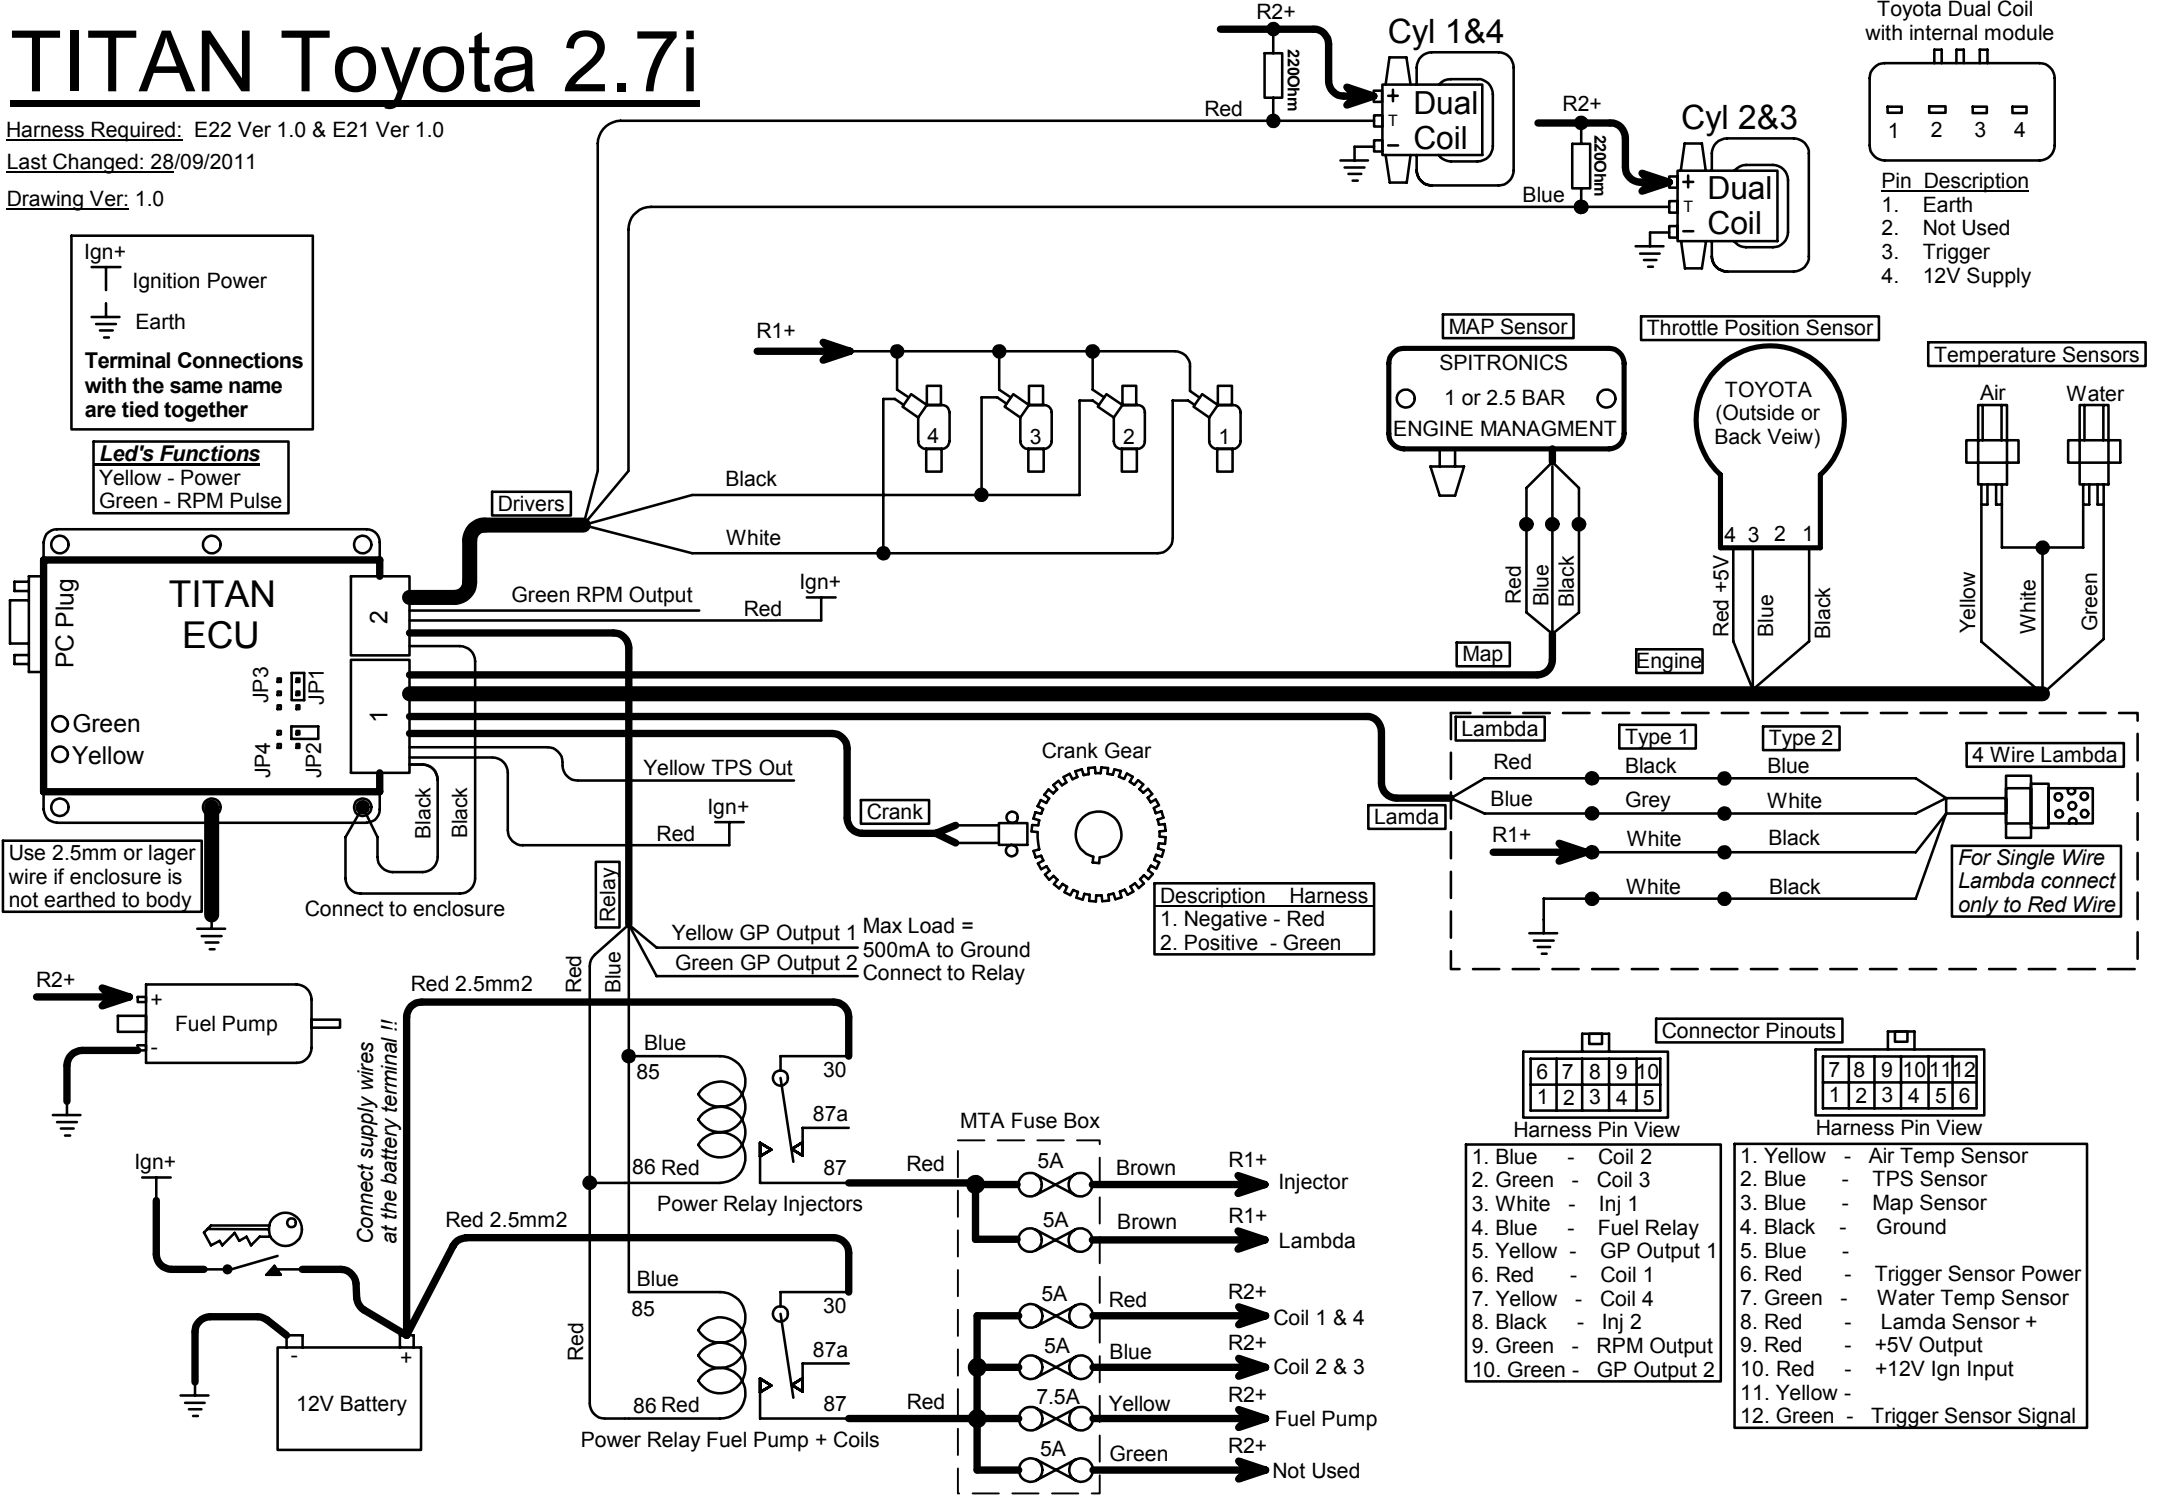 TITAN Toyota 2.7i
Harness Required: E22 Ver 1.0 & E21 Ver 1.0
Last Changed: 28/09/2011
Drawing Ver: 1.0
Ign+
Ignition Power
Earth
Terminal Connections
with the same name
are tied together
Led's Functions
Yellow - Power
Green - RPM Pulse
R2+
Cyl 1&4
220Ohm
Red
+
T
-
Dual
Coil
R2+
Cyl 2&3
220Ohm
Blue
+
T
-
Dual
Coil
Toyota Dual Coil
with internal module
1 2 3 4
Pin Description
1. Earth
2. Not Used
3. Trigger
4. 12V Supply
R1+
4 3 2 1
Black
White
Drivers
MAP Sensor
SPITRONICS
1 or 2.5 BAR
ENGINE MANAGMENT
Red
Blue
Black
Map
Throttle Position Sensor
TOYOTA
(Outside or
Back Veiw)
4 3 2 1
Red +5V
Blue
Black
Engine
Temperature Sensors
Air
Water
Yellow
White
Green
PC Plug
TITAN
ECU
2
1
JP3
JP1
JP4
JP2
Green
Yellow
Green RPM Output
Red
Ign+
Yellow TPS Out
Ign+
Red
Black
Black
Connect to enclosure
Use 2.5mm or lager
wire if enclosure is
not earthed to body
Crank
Crank Gear
Description Harness
1. Negative - Red
2. Positive - Green
Lamda
Lambda
Type 1
Type 2
4 Wire Lambda
Red Black Blue
Blue Grey White
R1+ White Black
White Black
For Single Wire
Lambda connect
only to Red Wire
Relay
Yellow GP Output 1
Green GP Output 2
Max Load =
500mA to Ground
Connect to Relay
Red
Blue
R2+
+
-
Fuel Pump
Red 2.5mm2
Connect supply wires
at the battery terminal !!
Blue
85
30
87a
86 Red
87
Power Relay Injectors
Ign+
Red 2.5mm2
Blue
85
30
87a
Red
86 Red
87
Power Relay Fuel Pump + Coils
-
+
12V Battery
MTA Fuse Box
Red
5A
Brown
R1+
Injector
5A
Brown
R1+
Lambda
5A
Red
R2+
Coil 1 & 4
5A
Blue
R2+
Coil 2 & 3
Red
7.5A
Yellow
R2+
Fuel Pump
5A
Green
R2+
Not Used
Connector Pinouts
6 7 8 9 10
1 2 3 4 5
Harness Pin View
1. Blue - Coil 2
2. Green - Coil 3
3. White - Inj 1
4. Blue - Fuel Relay
5. Yellow - GP Output 1
6. Red - Coil 1
7. Yellow - Coil 4
8. Black - Inj 2
9. Green - RPM Output
10. Green - GP Output 2
7 8 9 10 11 12
1 2 3 4 5 6
Harness Pin View
1. Yellow - Air Temp Sensor
2. Blue - TPS Sensor
3. Blue - Map Sensor
4. Black - Ground
5. Blue -
6. Red - Trigger Sensor Power
7. Green - Water Temp Sensor
8. Red - Lamda Sensor +
9. Red - +5V Output
10. Red - +12V Ign Input
11. Yellow -
12. Green - Trigger Sensor Signal